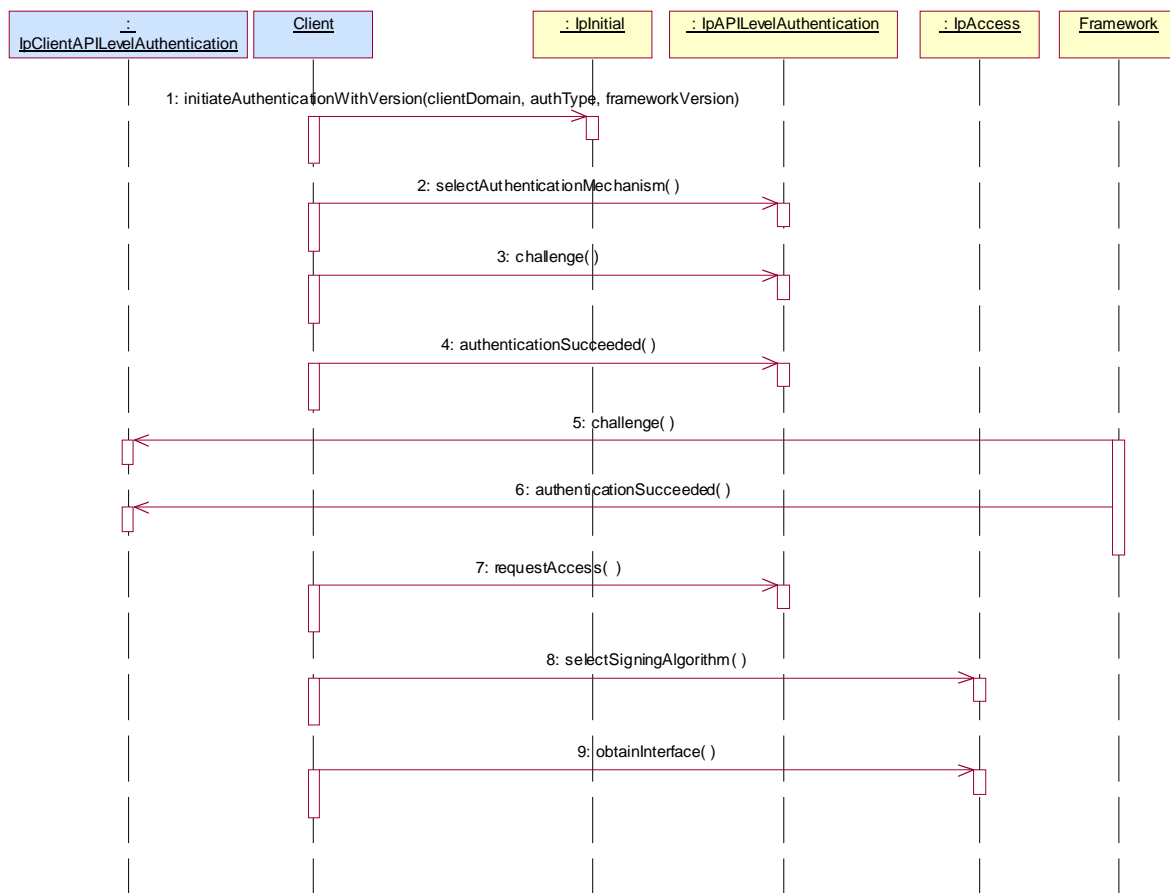 :
IpClientAPILevelAuthentication
Client
: IpInitial
: IpAPILevelAuthentication
: IpAccess
Framework
1: initiateAuthenticationWithVersion(clientDomain, authType, frameworkVersion)
2: selectAuthenticationMechanism( )
3: challenge( )
4: authenticationSucceeded( )
5: challenge( )
6: authenticationSucceeded( )
7: requestAccess( )
8: selectSigningAlgorithm( )
9: obtainInterface( )